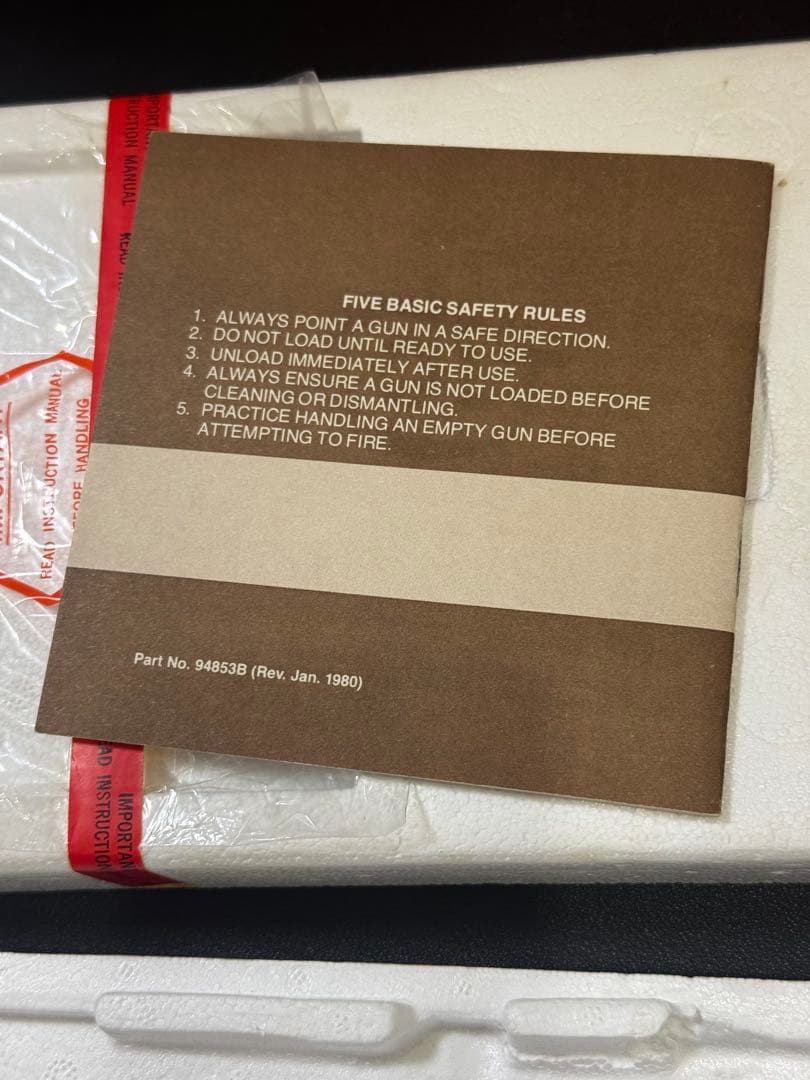 FIVE BASIC SAFETY RULES
1. ALWAYS POINT A GUN IN A SAFE DIRECTION.
2. DO NOT LOAD UNTIL READY TO USE.
3. UNLOAD IMMEDIATELY AFTER USE.
4. ALWAYS ENSURE A GUN IS NOT LOADED BEFORE
CLEANING OR DISMANTLING.
5. PRACTICE HANDLING AN EMPTY GUN BEFORE
ATTEMPTING TO FIRE.
Part No. 94853B (Rev. Jan. 1980)
READ INSTRUCTION MANUAL
HANDLING
INSTRUCTION MANUAL